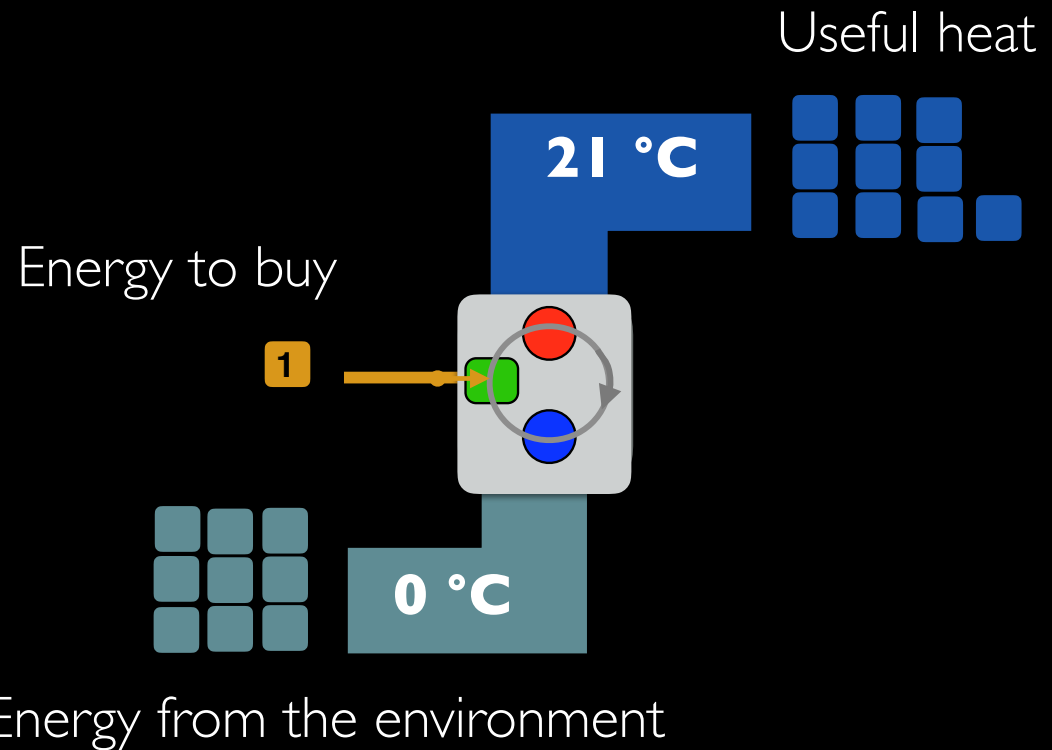 Useful heat
21 °C
Energy to buy
1
0 °C
Energy from the environment